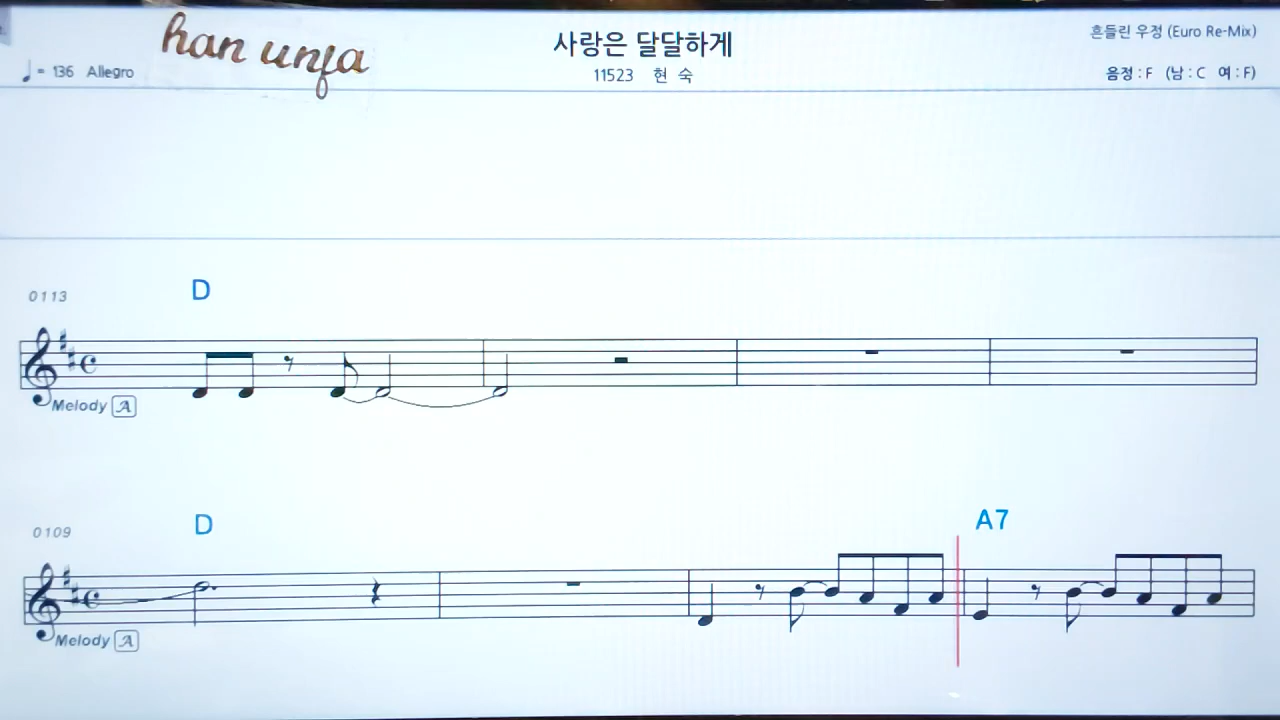 han unja
사랑은 달달하게
흔들린 우정 (Euro Re-Mix)
♩= 136 Allegro
11523 현 숙
음정 : F (남 : C 여 : F)
0113
D
Melody A
0109
D
A7
Melody A